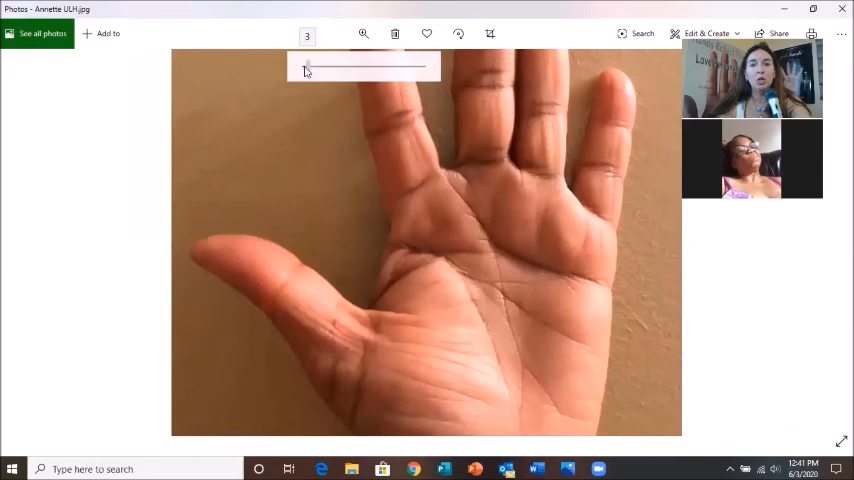 Photos - Annette ULH.jpg
See all photos
Add to
3
Search
Edit & Create
Share
Love
Type here to search
12:41 PM
6/3/2020